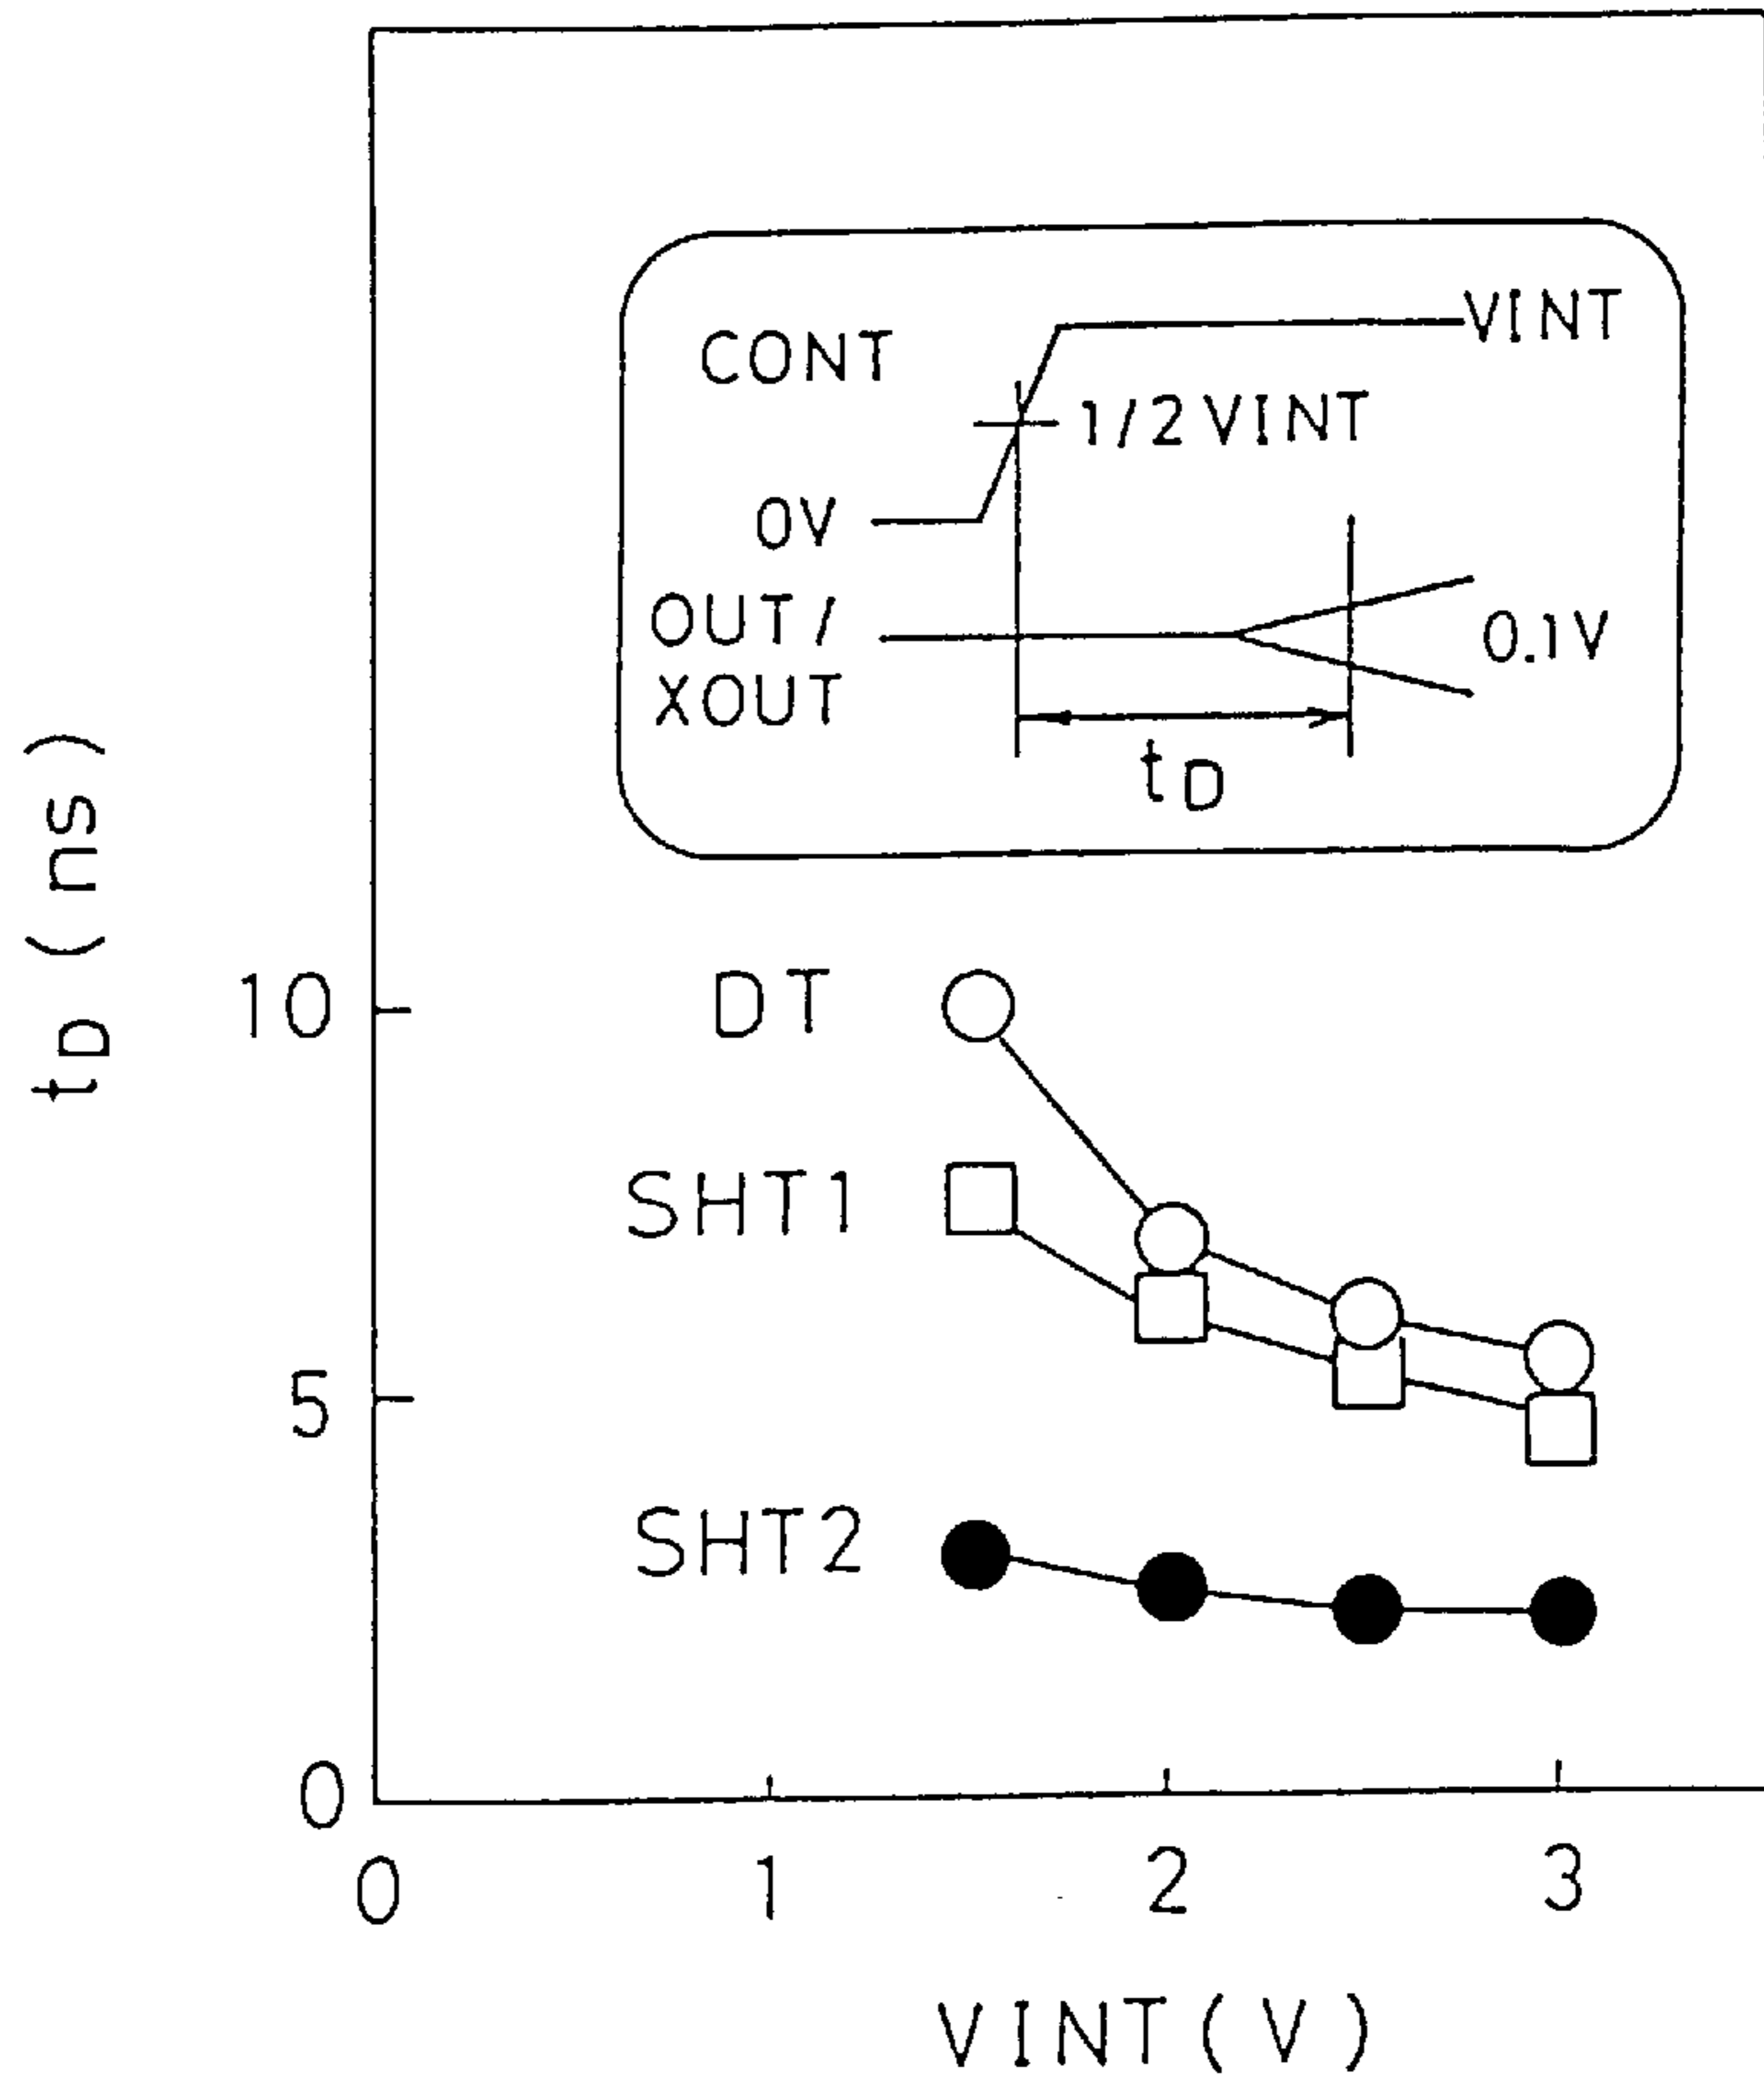 CONT
VINT
1/2 VINT
0V
OUT/
XOUT
0.1V
tD
tD (ns)
10
DT
SHT1
5
SHT2
0
0
1
2
3
VINT(V)